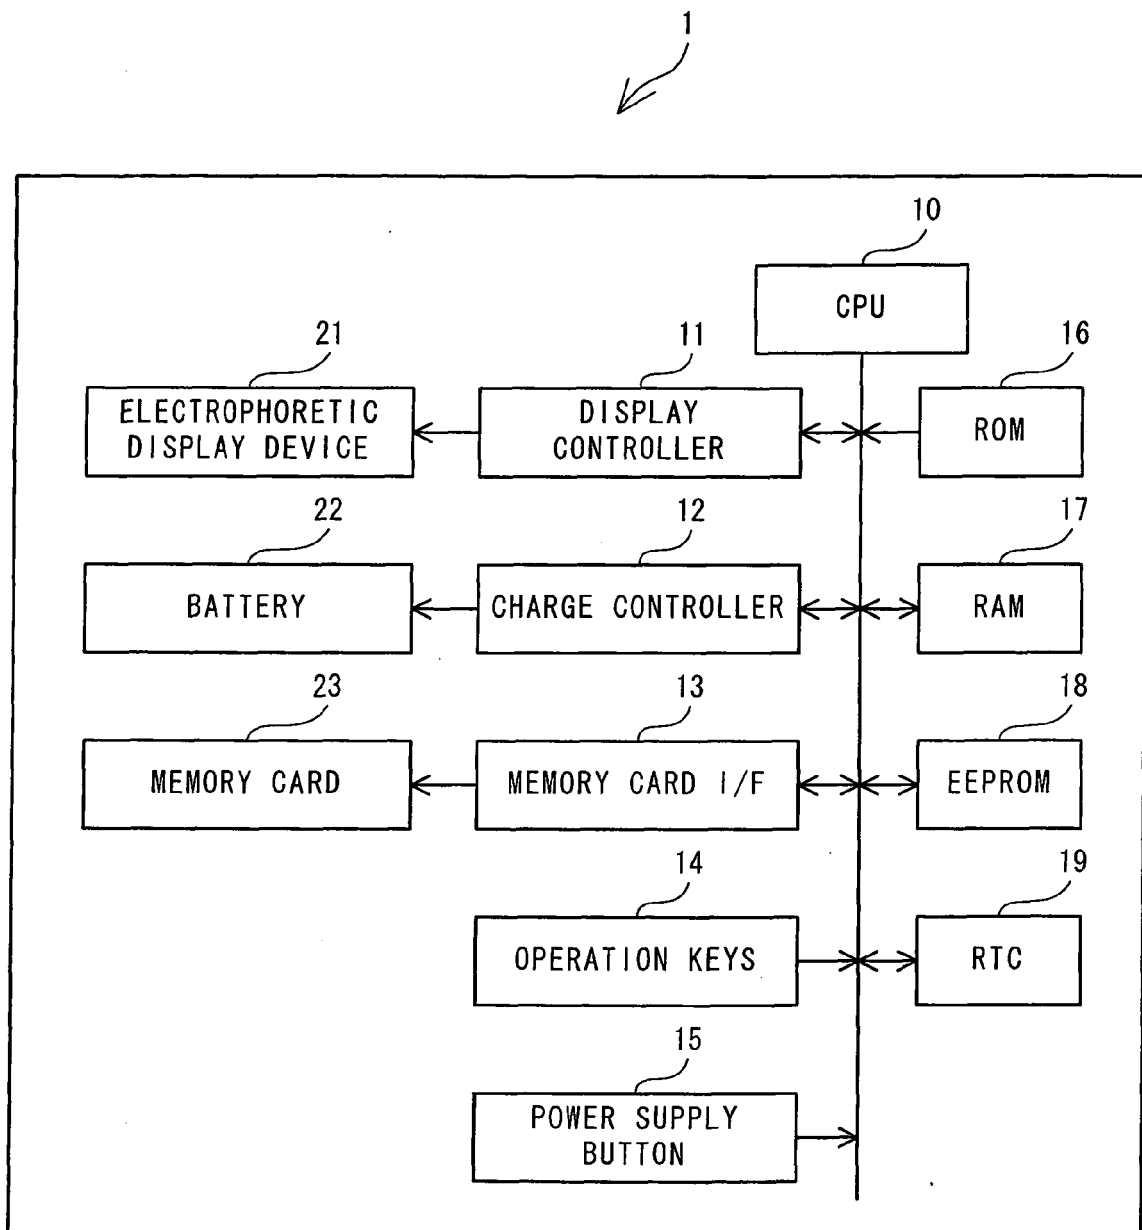 1
10
CPU
21
11
16
ELECTROPHORETIC
DISPLAY DEVICE
DISPLAY
CONTROLLER
ROM
22
12
17
BATTERY
CHARGE CONTROLLER
RAM
23
13
18
MEMORY CARD
MEMORY CARD I/F
EEPROM
14
19
OPERATION KEYS
RTC
15
POWER SUPPLY
BUTTON